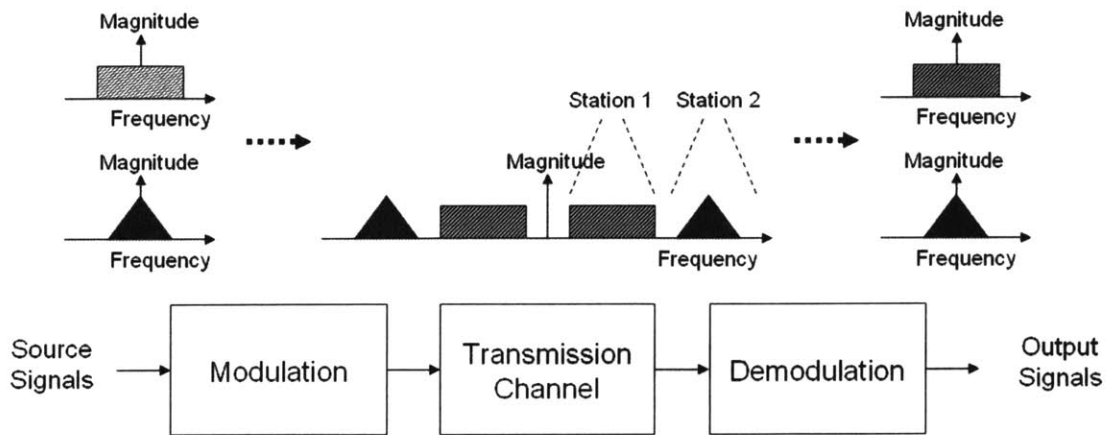 Magnitude
Frequency
Magnitude
Frequency
Station 1
Station 2
Magnitude
Frequency
Magnitude
Frequency
Magnitude
Frequency
Source
Signals
Modulation
Transmission
Channel
Demodulation
Output
Signals